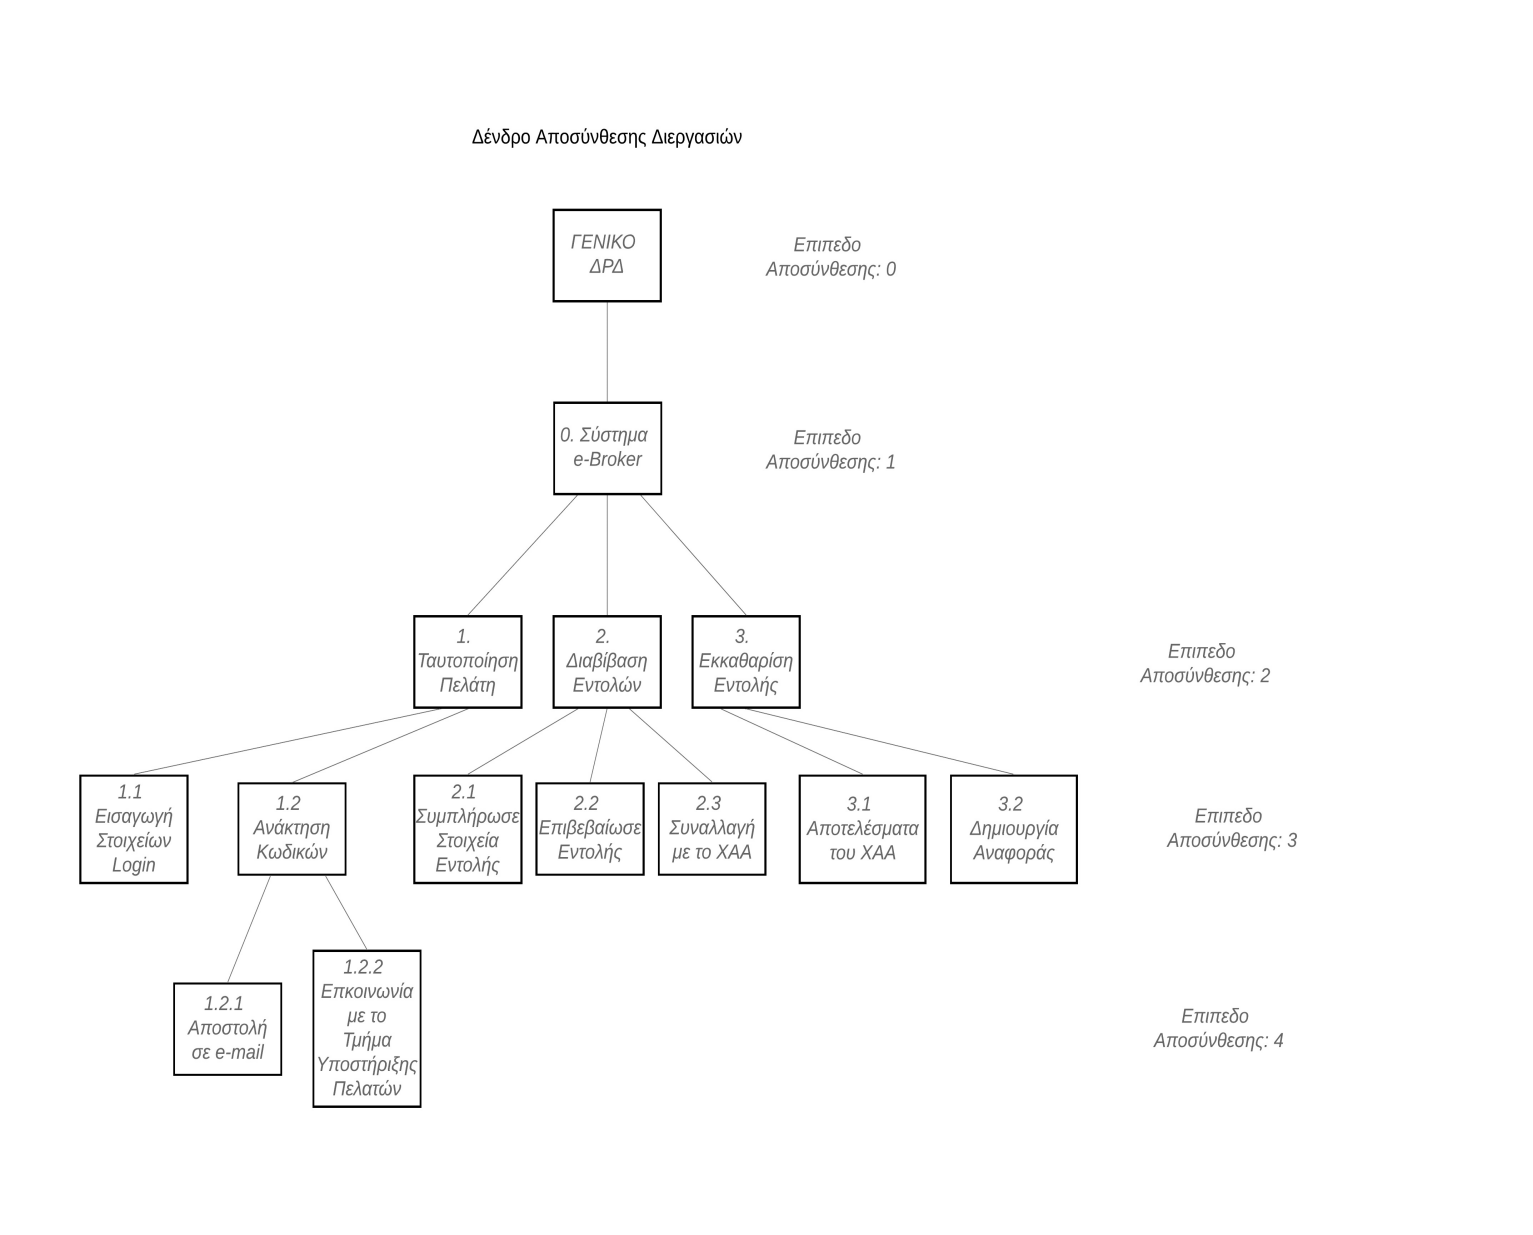 Δένδρο Αποσύνθεσης Διεργασιών
ΓΕΝΙΚΟ
ΔΡΔ
Επιπεδο
Αποσύνθεσης: 0
0. Σύστημα
e-Broker
Επιπεδο
Αποσύνθεσης: 1
1.
Ταυτοποίηση
Πελάτη
2.
Διαβίβαση
Εντολών
3.
Εκκαθαρίση
Εντολής
Επιπεδο
Αποσύνθεσης: 2
1.1
Εισαγωγή
Στοιχείων
Login
1.2
Ανάκτηση
Κωδικών
2.1
Συμπλήρωσε
Στοιχεία
Εντολής
2.2
Επιβεβαίωσε
Εντολής
2.3
Συναλλαγή
με το ΧΑΑ
3.1
Αποτελέσματα
του ΧΑΑ
3.2
Δημιουργία
Αναφοράς
Επιπεδο
Αποσύνθεσης: 3
1.2.1
Αποστολή
σε e-mail
1.2.2
Επκοινωνία
με το
Τμήμα
Υποστήριξης
Πελατών
Επιπεδο
Αποσύνθεσης: 4